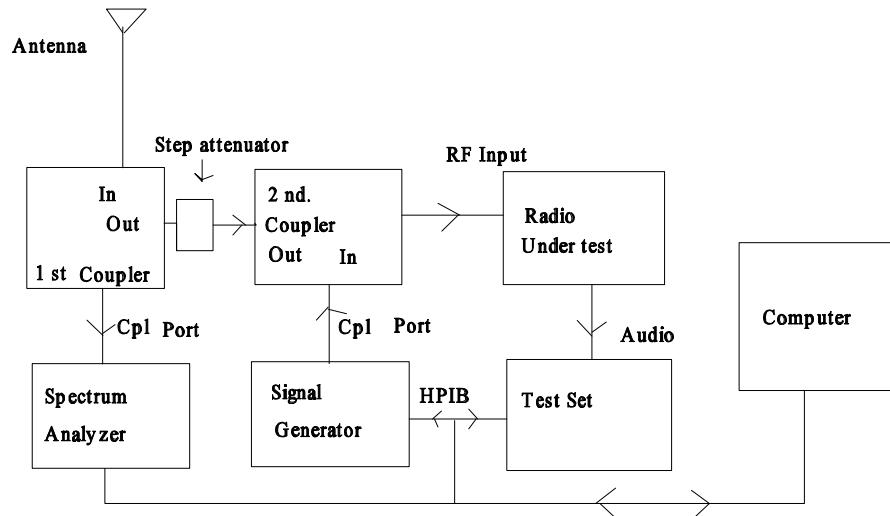 Antenna
Step attenuator
RF Input
In
Out
1 st Coupler
2 nd.
Coupler
Out In
Radio
Under test
Computer
Cpl Port
Cpl Port
Audio
Spectrum
Analyzer
Signal
Generator
HPIB
Test Set